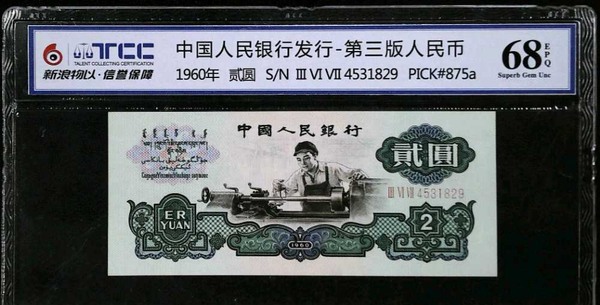 TCC
TALENT COLLECTING CERTIFICATION
新浪物以·信誉保障
中国人民银行发行-第三版人民币
1960年 贰圆 S/N III VI VII 4531829 PICK#875a
68 EPQ
Superb Gem Unc
中國人民銀行
貳圓
III VI VII 4531829
ER
YUAN
1960
2